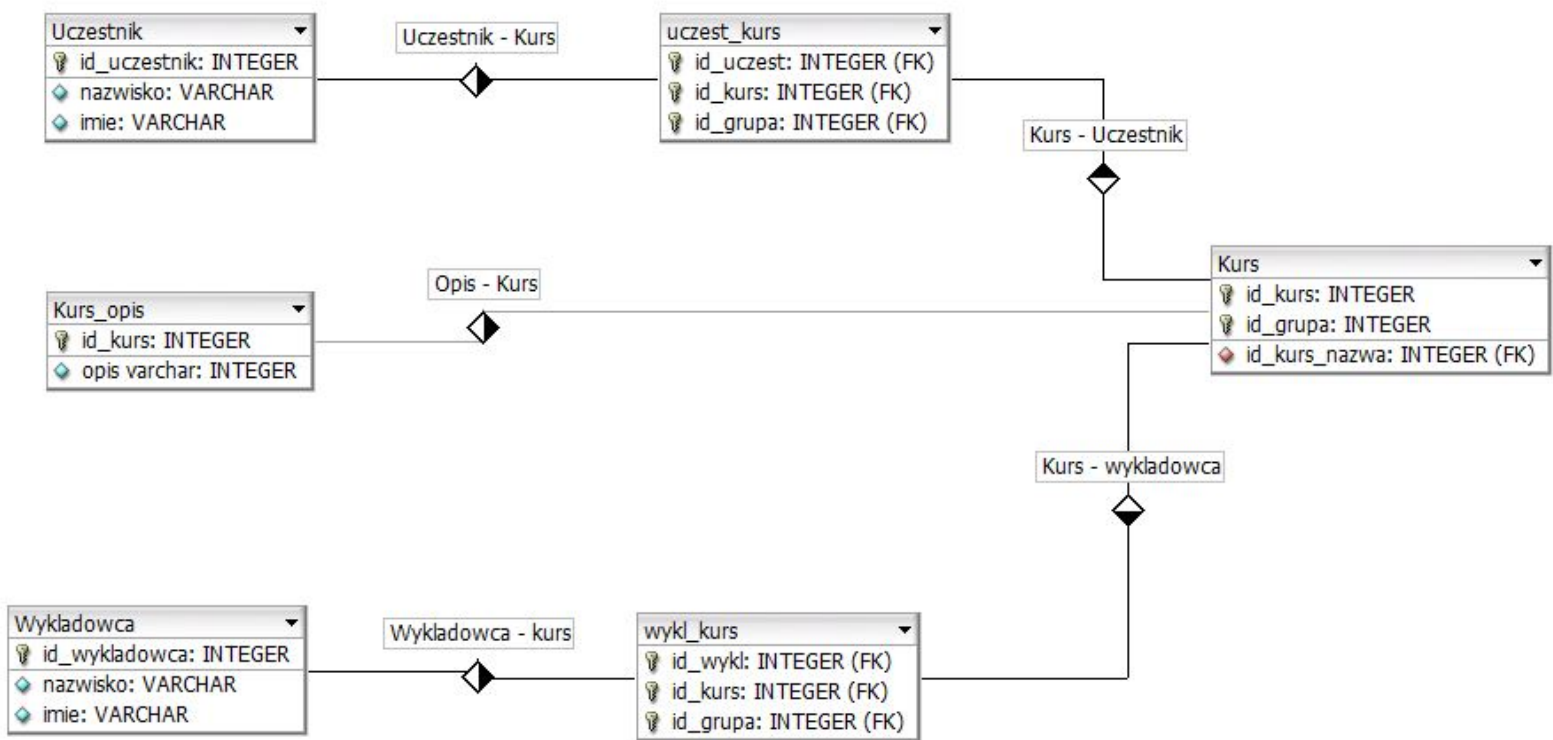 Uczestnik
id_uczestnik: INTEGER
nazwisko: VARCHAR
imie: VARCHAR
Uczestnik - Kurs
uczest_kurs
id_uczest: INTEGER (FK)
id_kurs: INTEGER (FK)
id_grupa: INTEGER (FK)
Kurs - Uczestnik
Kurs_opis
id_kurs: INTEGER
opis varchar: INTEGER
Opis - Kurs
Kurs
id_kurs: INTEGER
id_grupa: INTEGER
id_kurs_nazwa: INTEGER (FK)
Kurs - wykladowca
Wykladowca
id_wykladowca: INTEGER
nazwisko: VARCHAR
imie: VARCHAR
Wykladowca - kurs
wykl_kurs
id_wykl: INTEGER (FK)
id_kurs: INTEGER (FK)
id_grupa: INTEGER (FK)